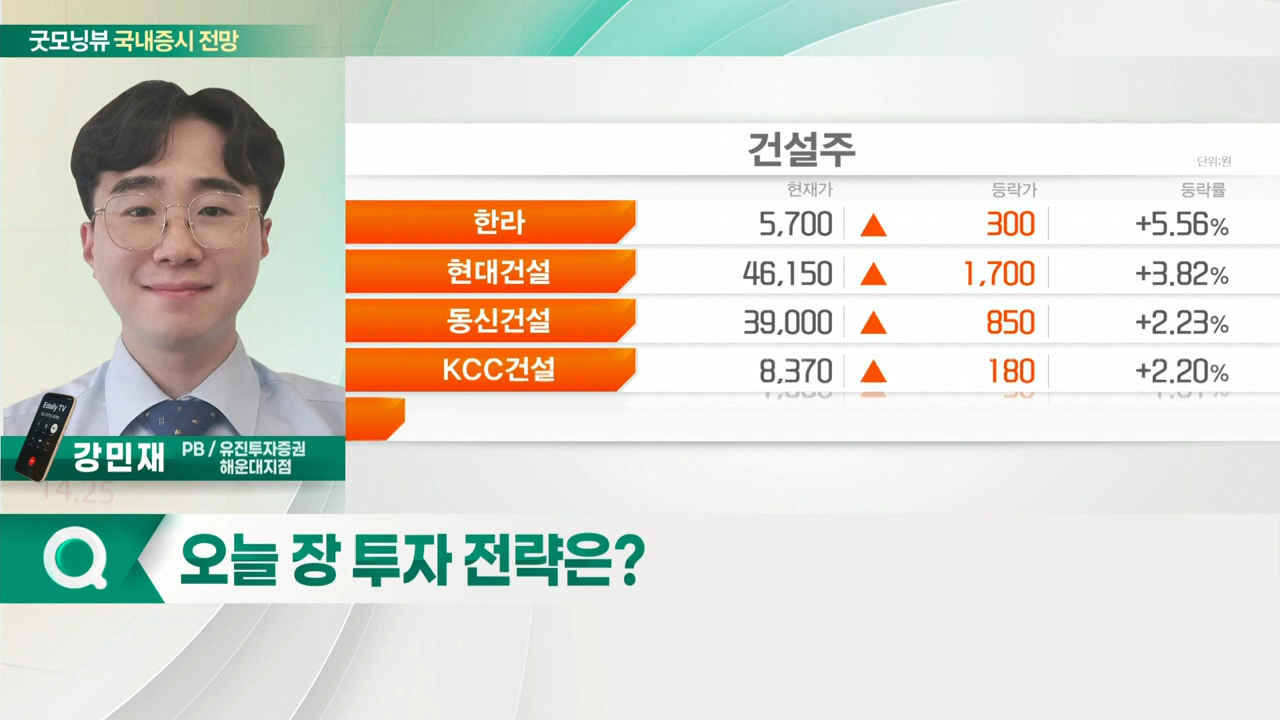 굿모닝뷰 국내증시 전망
건설주
단위:원
현재가 등락가 등락률
한라 5,700 ▲ 300 +5.56%
현대건설 46,150 ▲ 1,700 +3.82%
동신건설 39,000 ▲ 850 +2.23%
KCC건설 8,370 ▲ 180 +2.20%
Edaily TV
강민재 PB / 유진투자증권
해운대지점
14.25
Q 오늘 장 투자 전략은?